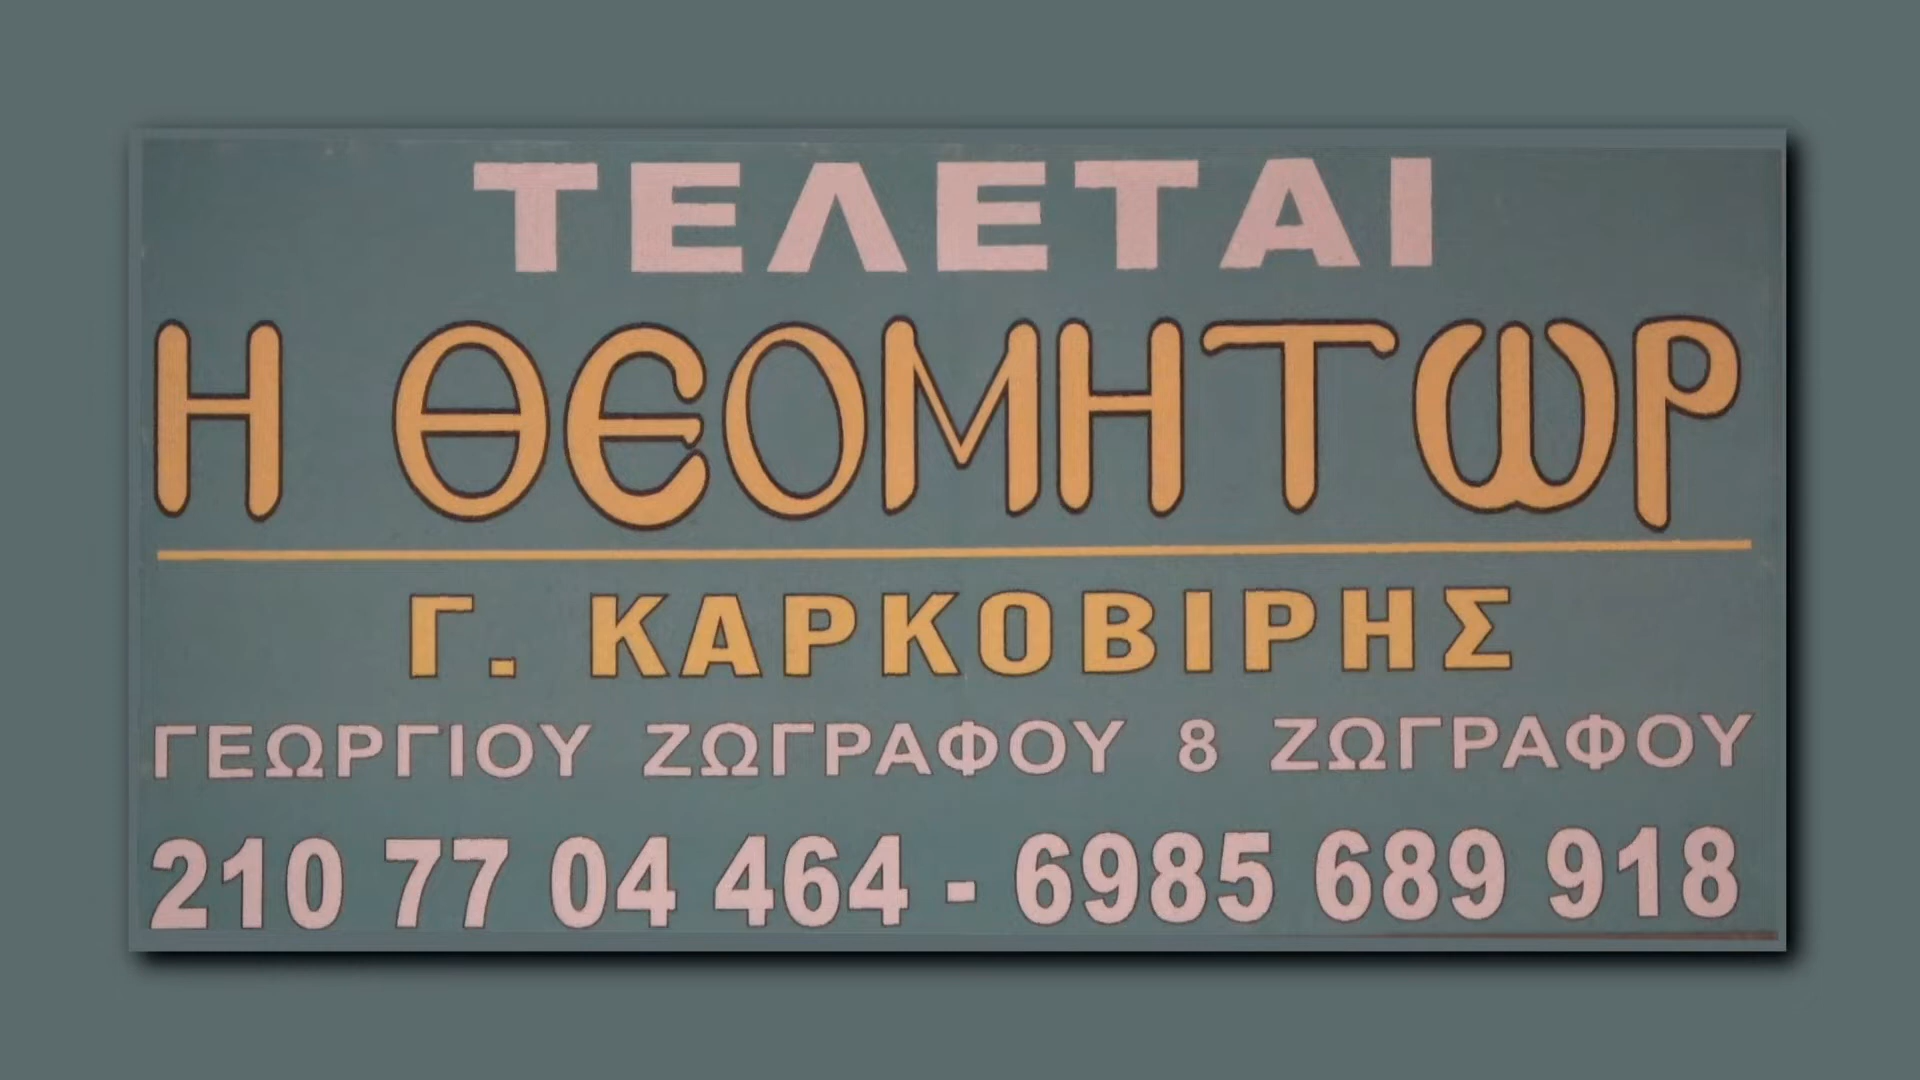 ΤΕΛΕΤΑΙ
Η ΘΕΟΜΗΤΩΡ
Γ. ΚΑΡΚΟΒΙΡΗΣ
ΓΕΩΡΓΙΟΥ ΖΩΓΡΑΦΟΥ 8 ΖΩΓΡΑΦΟΥ
210 77 04 464 - 6985 689 918